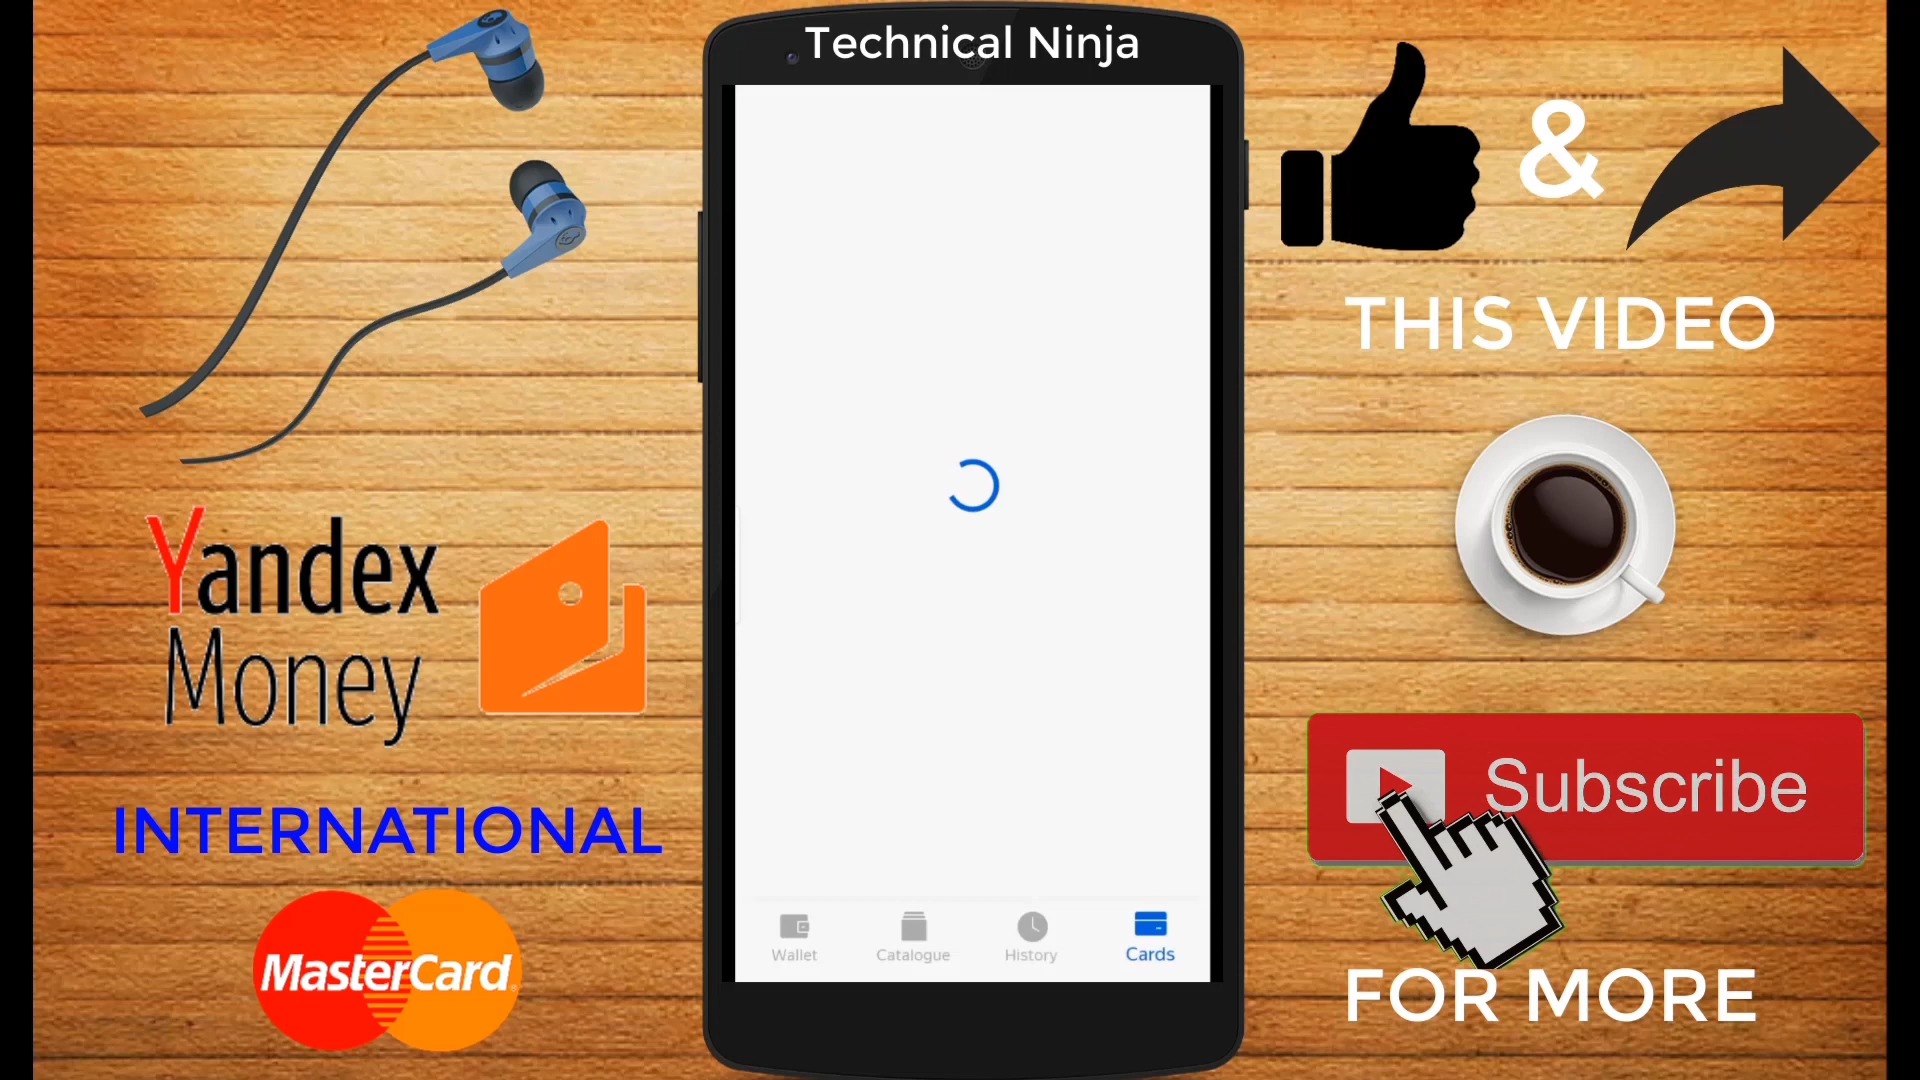 Technical Ninja
&
THIS VIDEO
Yandex
Money
Subscribe
INTERNATIONAL
MasterCard
Wallet
Catalogue
History
Cards
FOR MORE